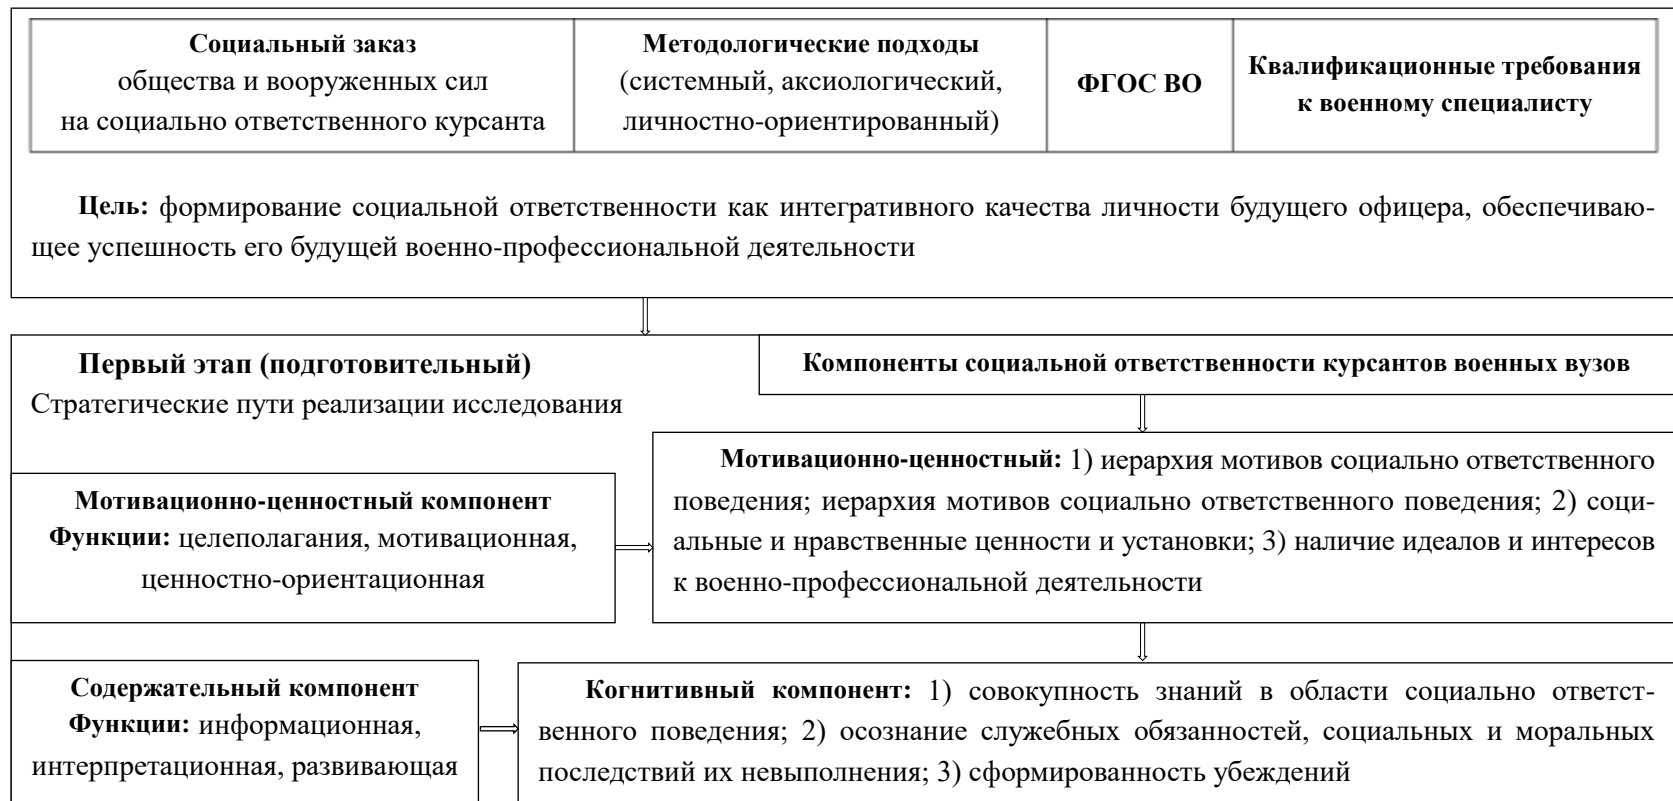 Социальный заказ
общества и вооруженных сил
на социально ответственного курсанта
Методологические подходы
(системный, аксиологический,
личностно-ориентированный)
ФГОС ВО
Квалификационные требования
к военному специалисту
Цель: формирование социальной ответственности как интегративного качества личности будущего офицера, обеспечиваю-
щее успешность его будущей военно-профессиональной деятельности
Первый этап (подготовительный)
Стратегические пути реализации исследования
Компоненты социальной ответственности курсантов военных вузов
Мотивационно-ценностный компонент
Функции: целеполагания, мотивационная,
ценностно-ориентационная
Мотивационно-ценностный: 1) иерархия мотивов социально ответственного
поведения; иерархия мотивов социально ответственного поведения; 2) соци-
альные и нравственные ценности и установки; 3) наличие идеалов и интересов
к военно-профессиональной деятельности
Содержательный компонент
Функции: информационная,
интерпретационная, развивающая
Когнитивный компонент: 1) совокупность знаний в области социально ответст-
венного поведения; 2) осознание служебных обязанностей, социальных и моральных
последствий их невыполнения; 3) сформированность убеждений